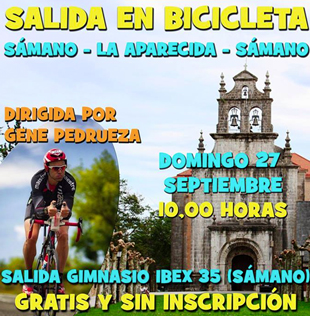 SALIDA EN BICICLETA
SÁMANO - LA APARECIDA - SÁMANO
DIRIGIDA POR
GENE PEDRUEZA
DOMINGO 27
SEPTIEMBRE
10.00 HORAS
SALIDA GIMNASIO IBEX 35 (SÁMANO)
GRATIS Y SIN INSCRIPCIÓN